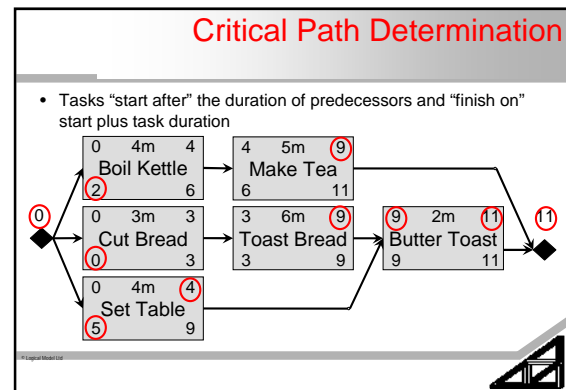 Critical Path Determination
• Tasks “start after” the duration of predecessors and “finish on”
start plus task duration
0 4m 4
Boil Kettle
2 6
4 5m 9
Make Tea
6 11
0
0 3m 3
Cut Bread
0 3
3 6m 9
Toast Bread
3 9
9 2m 11
Butter Toast
9 11
11
0 4m 4
Set Table
5 9
Logical Model Ltd